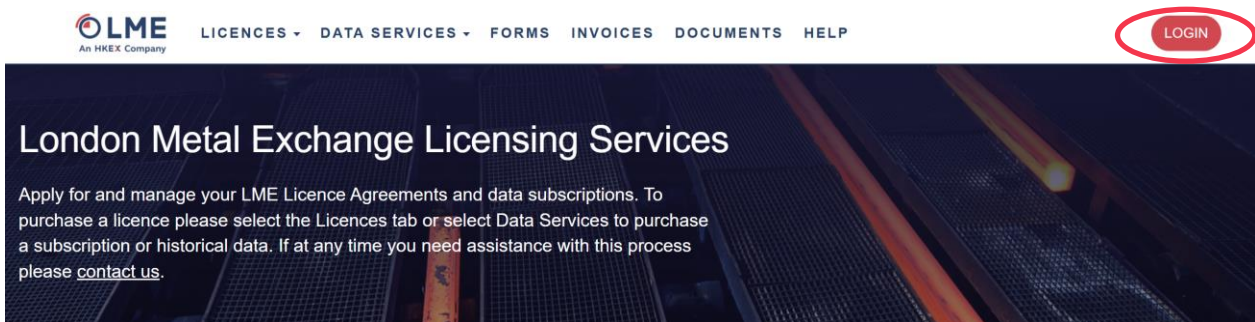 LME
An HKEX Company
LICENCES DATA SERVICES FORMS INVOICES DOCUMENTS HELP
LOGIN
London Metal Exchange Licensing Services
Apply for and manage your LME Licence Agreements and data subscriptions. To
purchase a licence please select the Licences tab or select Data Services to purchase
a subscription or historical data. If at any time you need assistance with this process
please contact us.